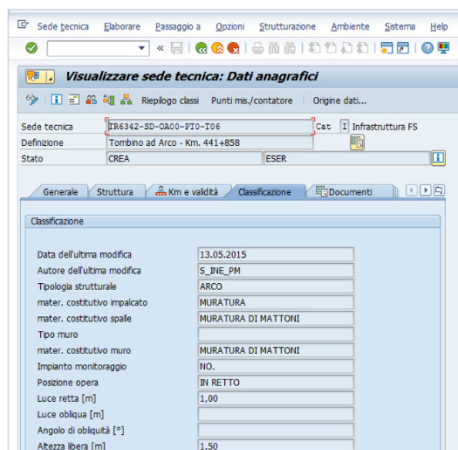 Sede tecnica Elaborare Passaggio a Opzioni Strutturazione Ambiente Sistema Help
Visualizzare sede tecnica: Dati anagrafici
Riepilogo classi Punti mis./contatore Origine dati...
Sede tecnica TR6342-SD-OA00-PT0-T06 Cat I Infrastruttura FS
Definizione Tombino ad Arco - Km. 441+858
Stato CREA ESER
Generale Struttura Km e validità Classificazione Documenti
Classificazione
Data dell'ultima modifica 13.05.2015
Autore dell'ultima modifica S_INE_PM
Tipologia strutturale ARCO
mater. costitutivo impalcato MURATURA
mater. costitutivo spalle MURATURA DI MATTONI
Tipo muro
mater. costitutivo muro MURATURA DI MATTONI
Impianto monitoraggio NO.
Posizione opera IN RETTO
Luce retta [m] 1,00
Luce obliqua [m]
Angolo di obliquità [°]
Altezza libera [m] 1,50